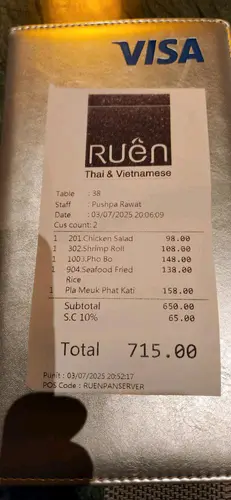 VISA
RUÊN
Thai & Vietnamese
Table : 38
Staff : Pushpa Rawat
Date : 03/07/2025 20:06:09
Cus count: 2
1 201.Chicken Salad 98.00
1 302.Shrimp Roll 108.00
1 100).Pho Bo 148.00
1 904.Seafood Fried 138.00
Rice
1 Pla Meuk Phat Kati 158.00
Subtotal 650.00
S.C 10% 65.00
Total 715.00
Punit : 03/07/2025 20:52:17
POS Code : RUENPANSERVER